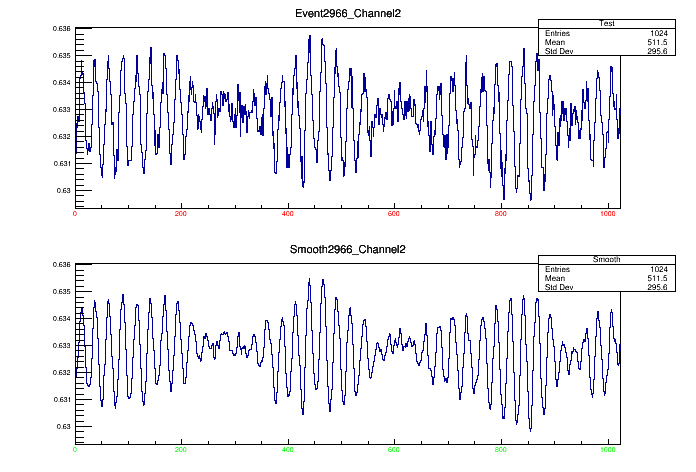 Event2966_Channel2
Test
Entries 1024
Mean 511.5
Std Dev 295.6
0.636
0.635
0.634
0.633
0.632
0.631
0.63
0 200 400 600 800 1000
Smooth2966_Channel2
Smooth
Entries 1024
Mean 511.5
Std Dev 295.6
0.636
0.635
0.634
0.633
0.632
0.631
0.63
0 200 400 600 800 1000